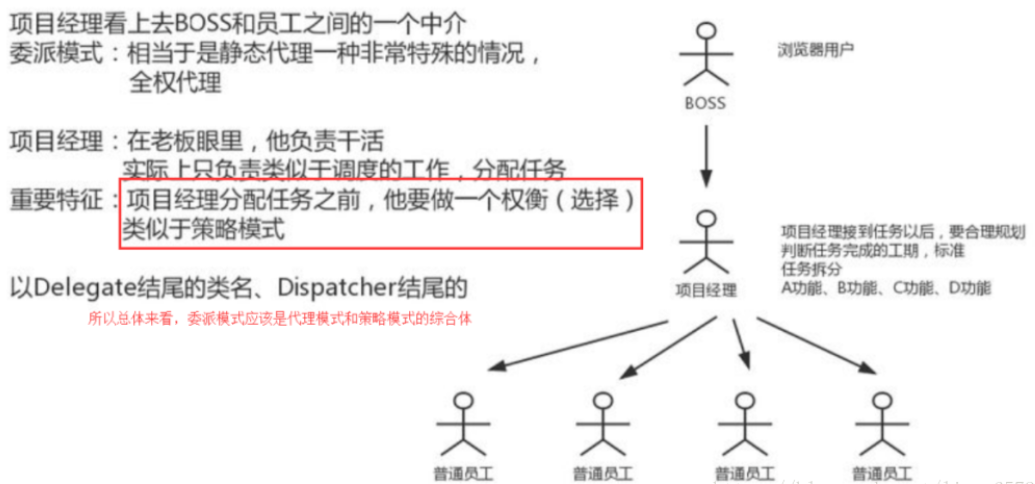 项目经理看上去BOSS和员工之间的一个中介
委派模式：相当于是静态代理一种非常特殊的情况，
全权代理
项目经理：在老板眼里，他负责干活
实际上只负责类似于调度的工作，分配任务
重要特征：项目经理分配任务之前，他要做一个权衡（选择）
类似于策略模式
以Delegate结尾的类名、Dispatcher结尾的
所以总体来看，委派模式应该是代理模式和策略模式的综合体
浏览器用户
BOSS
项目经理接到任务以后，要合理规划
判断任务完成的工期，标准
任务拆分
A功能、B功能、C功能、D功能
项目经理
普通员工
普通员工
普通员工
普通员工